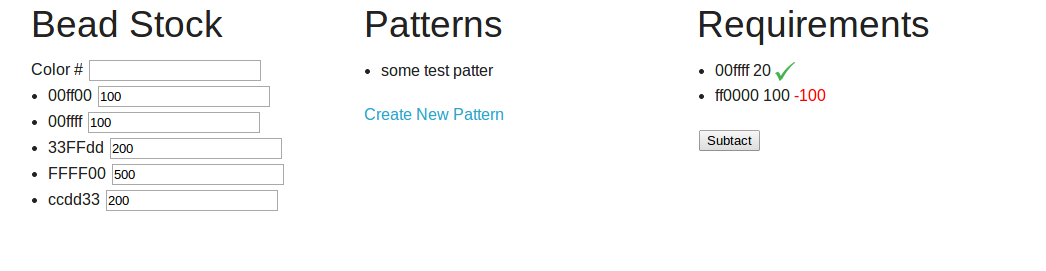 Bead Stock
Color #
00ff00 100
00ffff 100
33FFdd 200
FFFF00 500
ccdd33 200
Patterns
some test patter
Create New Pattern
Requirements
00ffff 20
ff0000 100 -100
Subtact